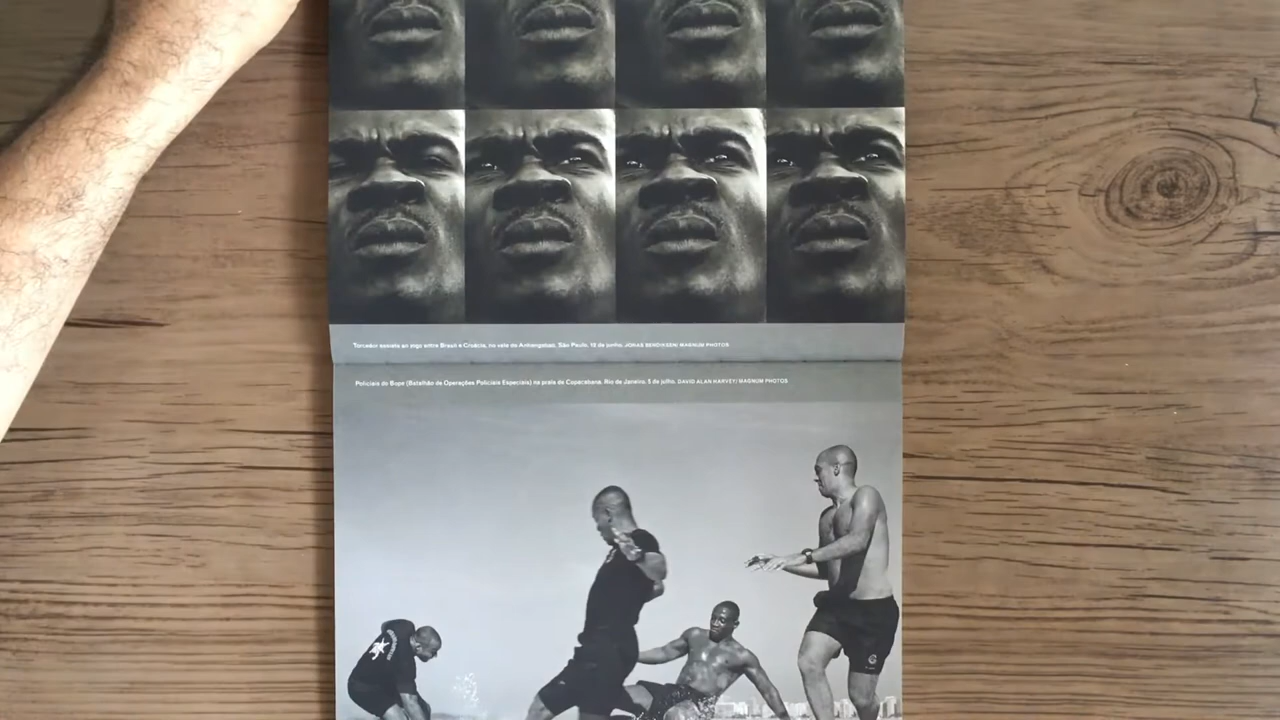 Torcedor assiste ao jogo entre Brasil e Croácia, no vale do Anhangabaú. São Paulo, 12 de junho. JONAS BENDIKSEN/ MAGNUM PHOTOS
Policiais do Bope (Batalhão de Operações Policiais Especiais) na praia de Copacabana. Rio de Janeiro, 5 de julho. DAVID ALAN HARVEY/ MAGNUM PHOTOS